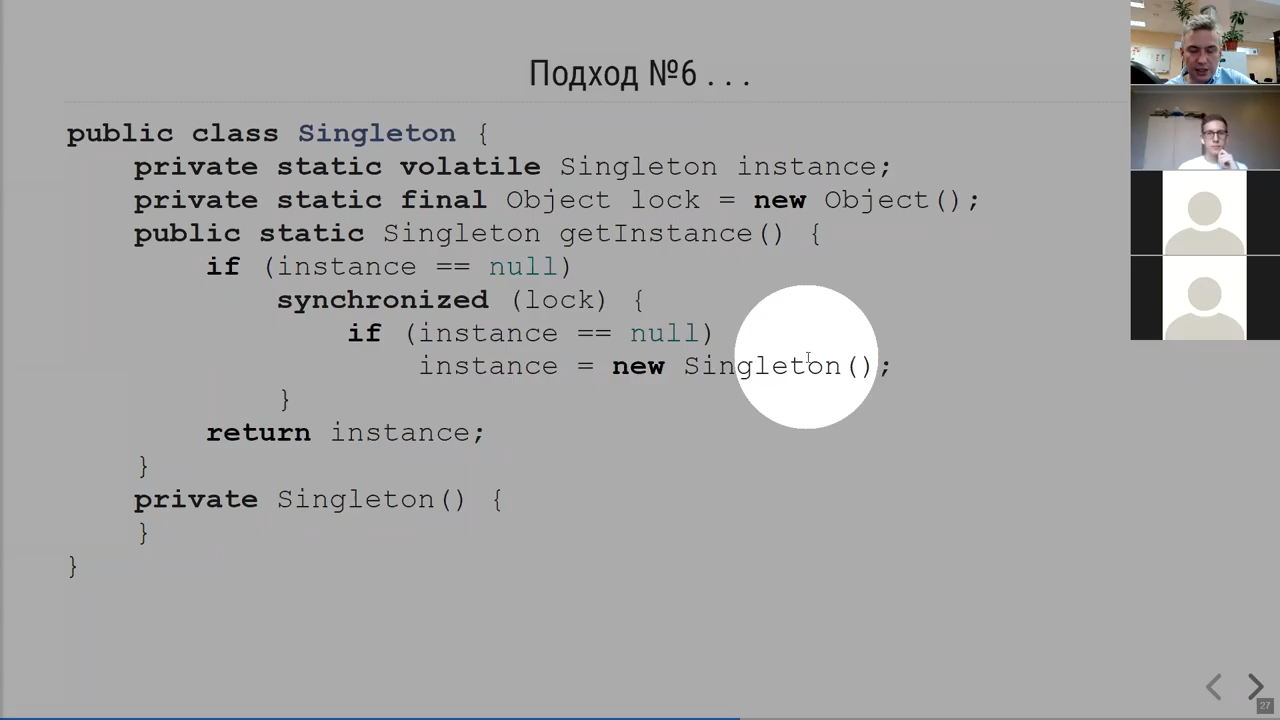 Подход №6 . . .
public class Singleton {
    private static volatile Singleton instance;
    private static final Object lock = new Object();
    public static Singleton getInstance() {
        if (instance == null)
            synchronized (lock) {
                if (instance == null)
                    instance = new Singleton();
            }
        return instance;
    }
    private Singleton() {
    }
}
27